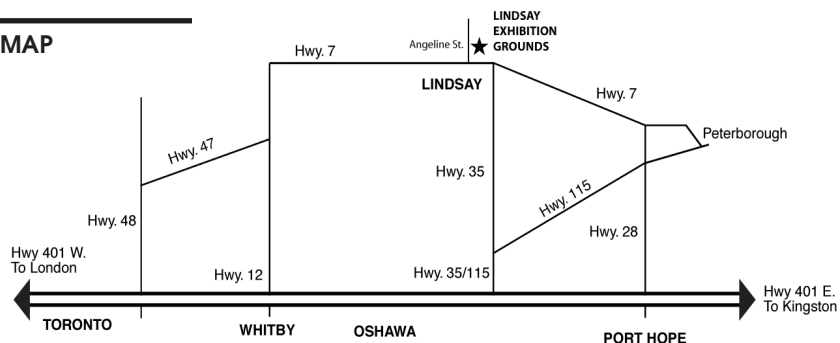 MAP
LINDSAY
EXHIBITION
GROUNDS
Angeline St.
Hwy. 7
LINDSAY
Hwy. 7
Peterborough
Hwy. 47
Hwy. 35
Hwy. 115
Hwy. 48
Hwy. 28
Hwy 401 W.
To London
Hwy. 12
Hwy. 35/115
Hwy 401 E.
To Kingston
TORONTO
WHITBY
OSHAWA
PORT HOPE